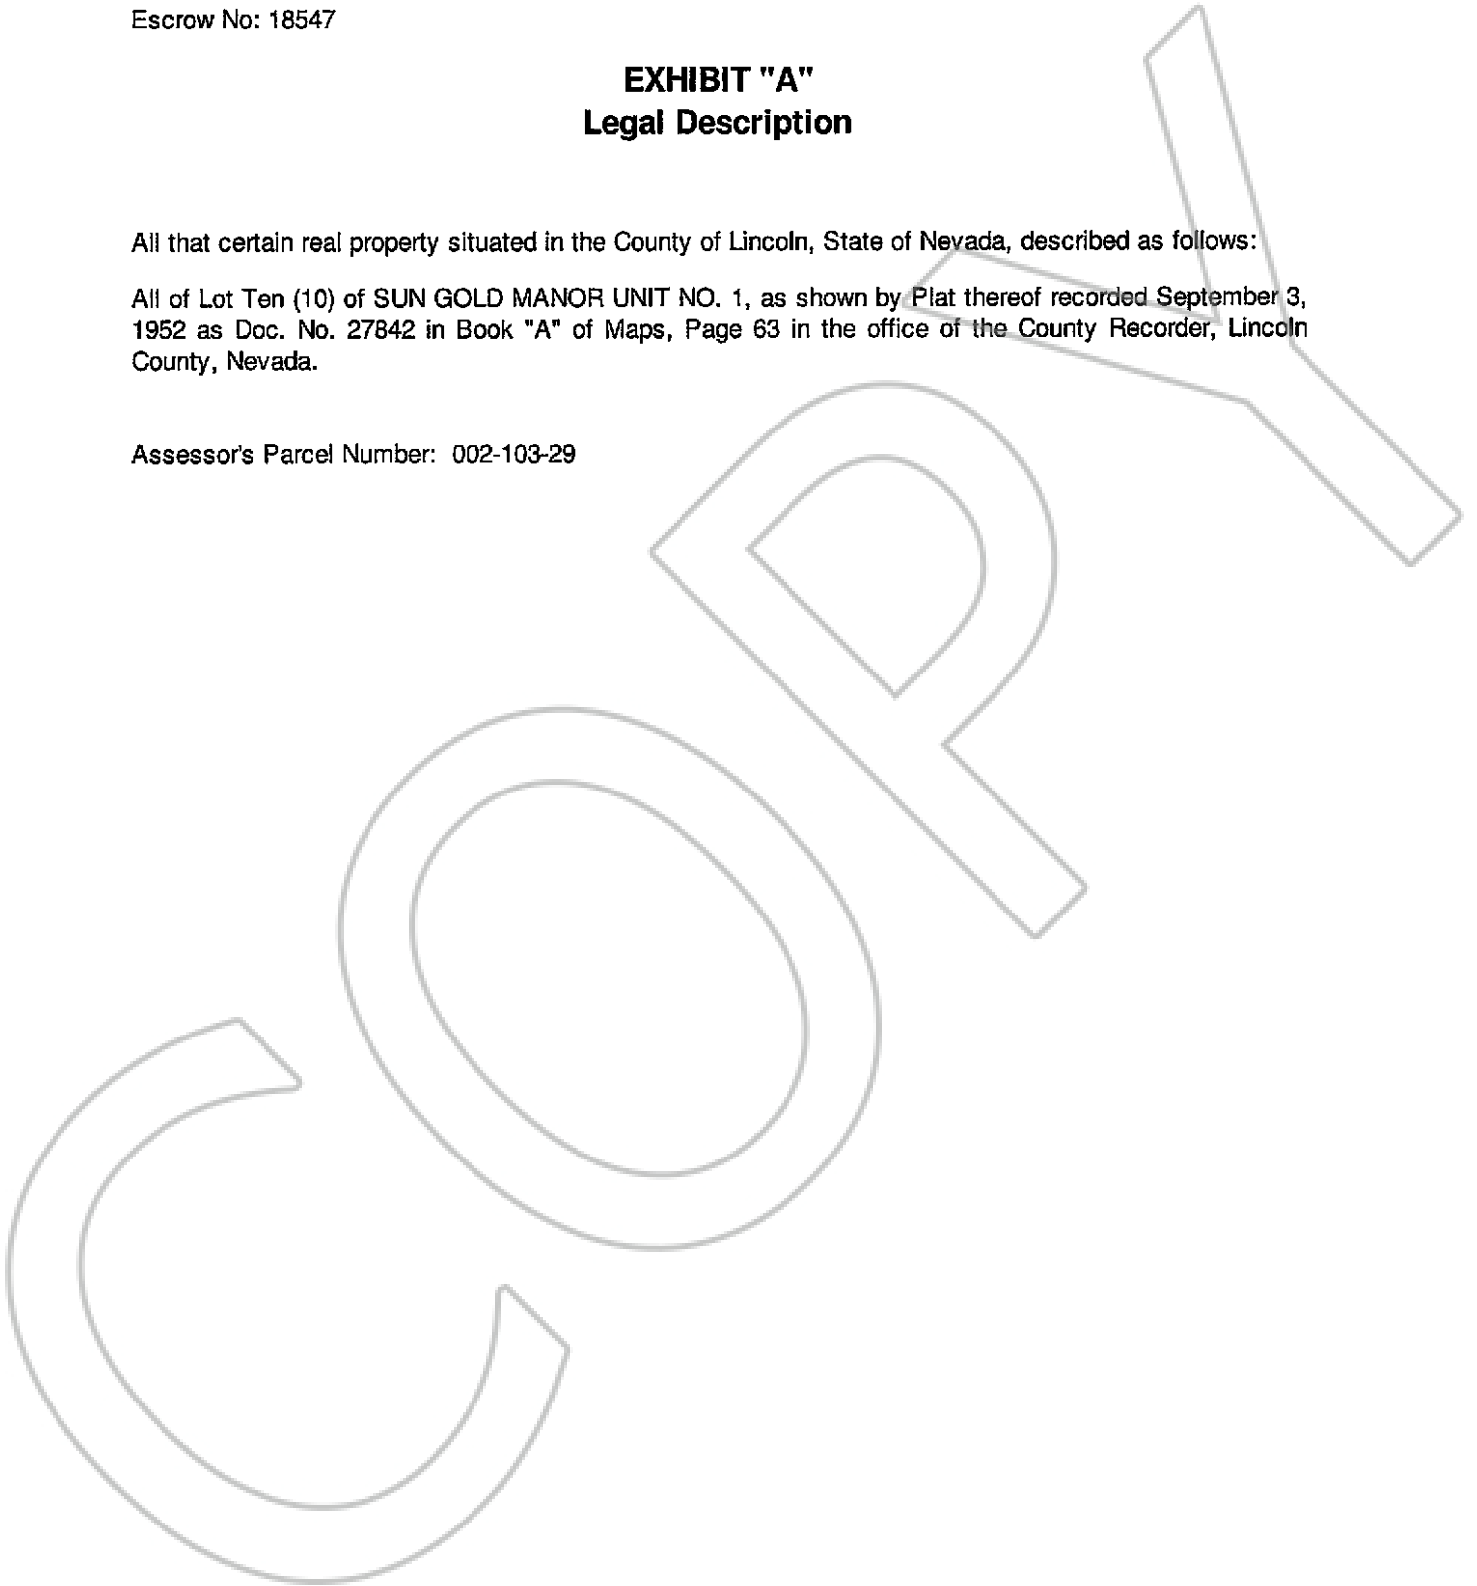 Escrow No: 18547
EXHIBIT "A"
Legal Description
All that certain real property situated in the County of Lincoln, State of Nevada, described as follows:
All of Lot Ten (10) of SUN GOLD MANOR UNIT NO. 1, as shown by Plat thereof recorded September 3,
1952 as Doc. No. 27842 in Book "A" of Maps, Page 63 in the office of the County Recorder, Lincoln
County, Nevada.
Assessor's Parcel Number: 002-103-29
COPY